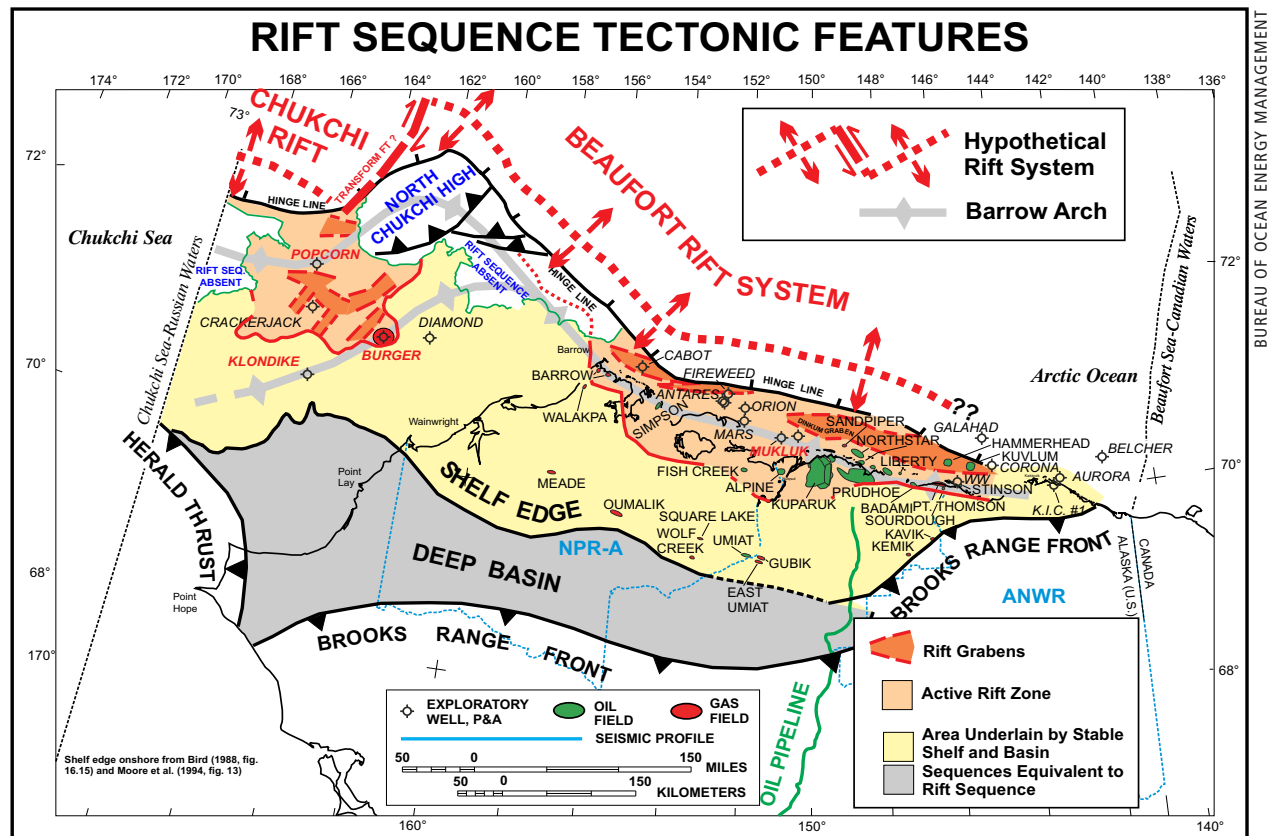 RIFT SEQUENCE TECTONIC FEATURES
BUREAU OF OCEAN ENERGY MANAGEMENT
174°
172°
170°
168°
166°
164°
162°
160°
158°
156°
154°
152°
150°
148°
146°
144°
142°
140°
138°
136°
73°
72°
70°
68°
170°
72°
70°
68°
160°
150°
140°
CHUKCHI
RIFT
TRANSFORM FT ?
BEAUFORT RIFT SYSTEM
Hypothetical
Rift System
Barrow Arch
Chukchi Sea
Chukchi Sea-Russian Waters
HINGE LINE
NORTH
CHUKCHI HIGH
RIFT SEQ.
ABSENT
RIFT SEQUENCE
ABSENT
HINGE LINE
HINGE LINE
POPCORN
CRACKERJACK
KLONDIKE
BURGER
DIAMOND
Arctic Ocean
Beaufort Sea-Canadian Waters
??
Barrow
BARROW
WALAKPA
SIMPSON
CABOT
FIREWEED
ANTARES
ORION
MARS
MUKLUK
DINKUM GRABEN
SANDPIPER
NORTHSTAR
LIBERTY
GALAHAD
HAMMERHEAD
KUVLUM
CORONA
BELCHER
AURORA
WW
STINSON
K.I.C. #1
FISH CREEK
ALPINE
KUPARUK
PRUDHOE
BADAMI
PT. THOMSON
SOURDOUGH
KAVIK
KEMIK
Wainwright
Point
Lay
Point
Hope
MEADE
OUMALIK
SQUARE LAKE
WOLF
CREEK
UMIAT
GUBIK
EAST
UMIAT
HERALD THRUST
SHELF EDGE
NPR-A
DEEP BASIN
BROOKS RANGE FRONT
BROOKS RANGE FRONT
ANWR
CANADA
ALASKA (U.S.)
OIL PIPELINE
Rift Grabens
Active Rift Zone
Area Underlain by Stable
Shelf and Basin
Sequences Equivalent to
Rift Sequence
EXPLORATORY
WELL, P&A
OIL
FIELD
GAS
FIELD
SEISMIC PROFILE
50 0 150
MILES
50 0 150
KILOMETERS
Shelf edge onshore from Bird (1988, fig.
16.15) and Moore et al. (1994, fig. 13)